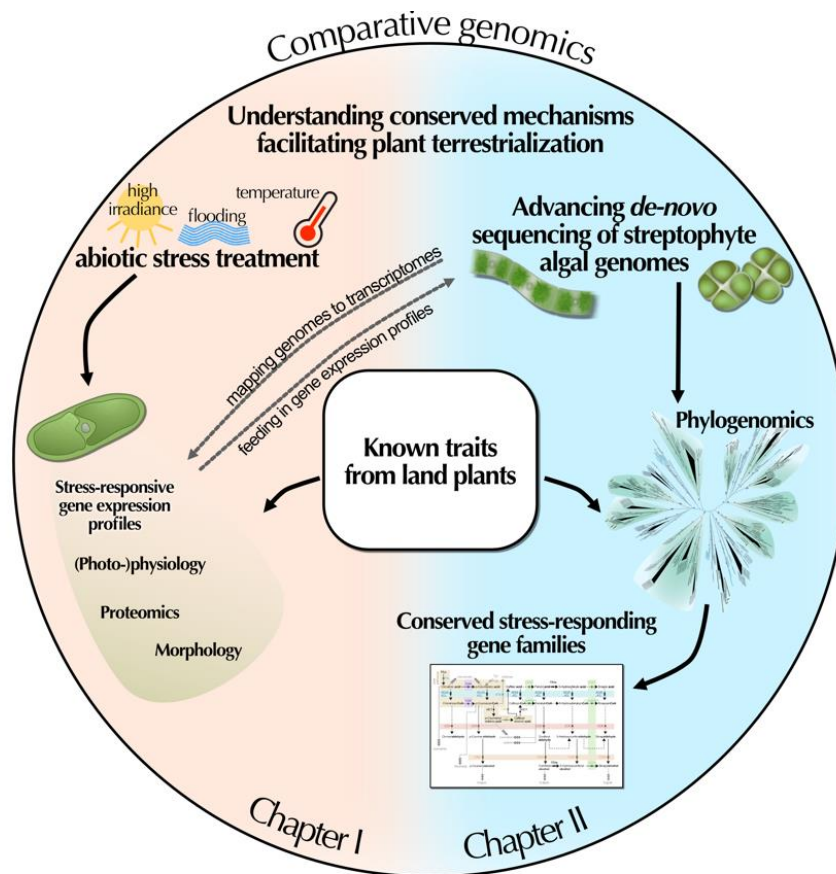 Comparative genomics
Understanding conserved mechanisms
facilitating plant terrestrialization
high
irradiance
flooding
temperature
abiotic stress treatment
Advancing de-novo
sequencing of streptophyte
algal genomes
mapping genomes to transcriptomes
feeding in gene expression profiles
Known traits
from land plants
Phylogenomics
Stress-responsive
gene expression
profiles
(Photo-)physiology
Proteomics
Morphology
Conserved stress-responding
gene families
Chapter I
Chapter II